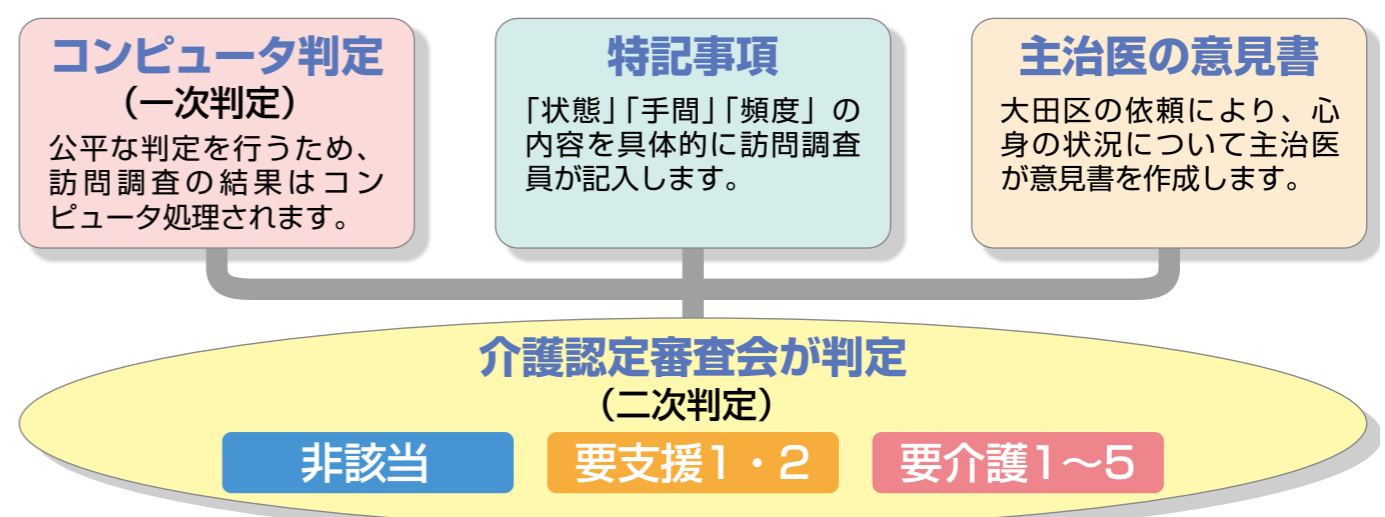 コンピュータ判定
(一次判定)
公平な判定を行うため、
訪問調査の結果はコン
ピュータ処理されます。
特記事項
「状態」「手間」「頻度」の
内容を具体的に訪問調査
員が記入します。
主治医の意見書
大田区の依頼により、心
身の状況について主治医
が意見書を作成します。
介護認定審査会が判定
(二次判定)
非該当
要支援1・2
要介護1〜5